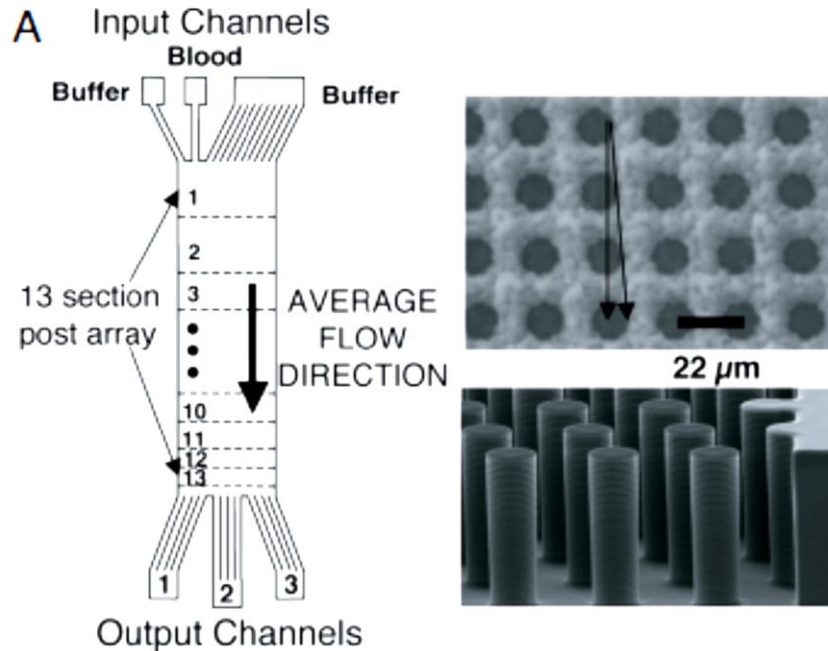 A
Input Channels
Blood
Buffer
Buffer
1
2
3
13 section
post array
AVERAGE
FLOW
DIRECTION
10
11
12
13
1
2
3
Output Channels
22 µm